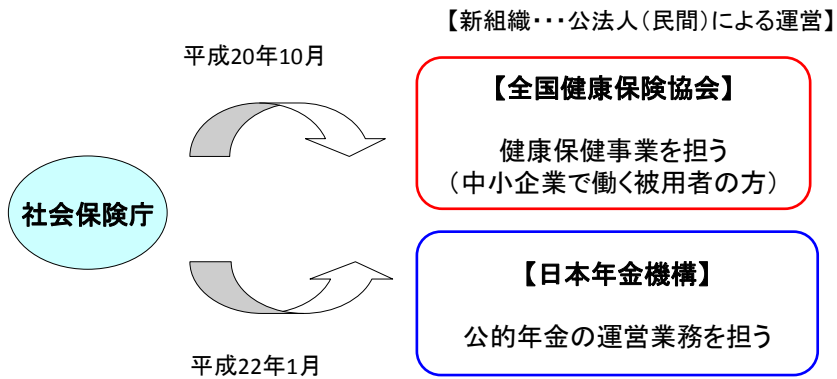 【新組織・・・公法人（民間）による運営】
平成20年10月
【全国健康保険協会】
健康保健事業を担う
（中小企業で働く被用者の方）
社会保険庁
【日本年金機構】
公的年金の運営業務を担う
平成22年1月